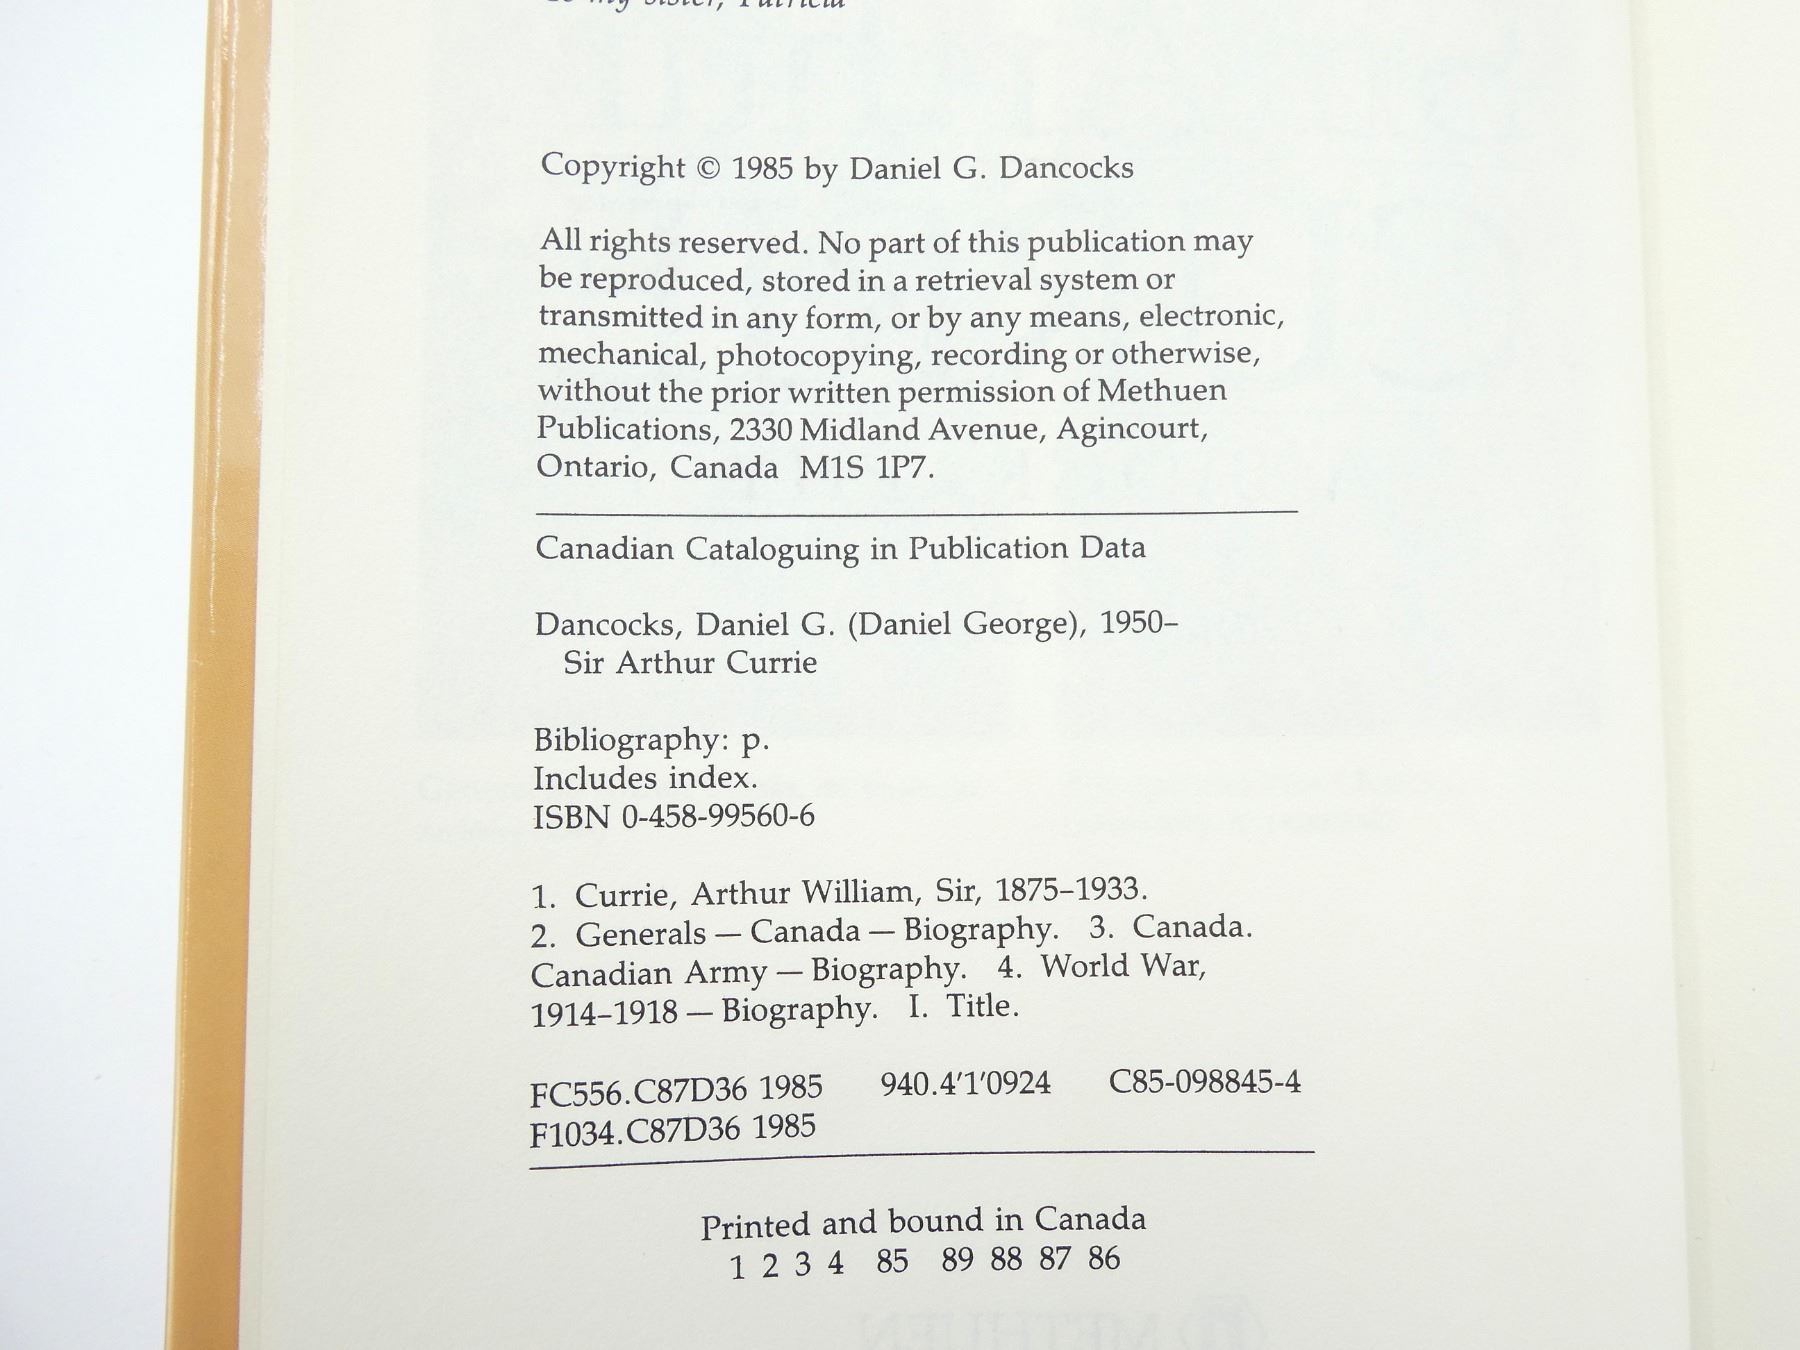 to my sister, Patricia
Copyright © 1985 by Daniel G. Dancocks
All rights reserved. No part of this publication may
be reproduced, stored in a retrieval system or
transmitted in any form, or by any means, electronic,
mechanical, photocopying, recording or otherwise,
without the prior written permission of Methuen
Publications, 2330 Midland Avenue, Agincourt,
Ontario, Canada M1S 1P7.
Canadian Cataloguing in Publication Data
Dancocks, Daniel G. (Daniel George), 1950–
Sir Arthur Currie
Bibliography: p.
Includes index.
ISBN 0-458-99560-6
1. Currie, Arthur William, Sir, 1875–1933.
2. Generals — Canada — Biography. 3. Canada.
Canadian Army — Biography. 4. World War,
1914–1918 — Biography. I. Title.
FC556.C87D36 1985 940.4′1′0924 C85-098845-4
F1034.C87D36 1985
Printed and bound in Canada
1 2 3 4 85 89 88 87 86
METHUEN